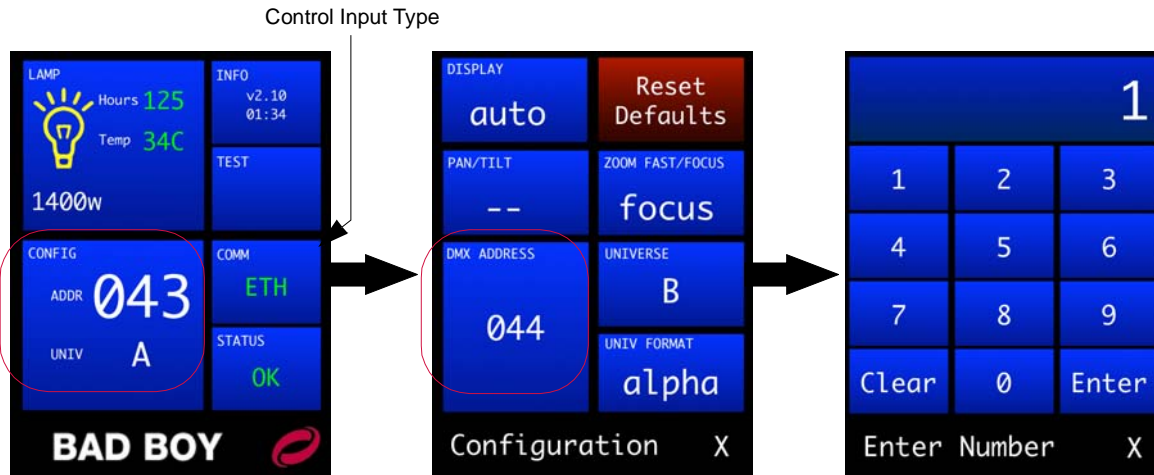 Control Input Type
LAMP
Hours 125
Temp 34C
1400w
INFO
v2.10
01:34
TEST
CONFIG
ADDR 043
UNIV A
COMM
ETH
STATUS
OK
BAD BOY
DISPLAY
auto
Reset
Defaults
PAN/TILT
--
ZOOM FAST/FOCUS
focus
DMX ADDRESS
044
UNIVERSE
B
UNIV FORMAT
alpha
Configuration X
1
1 2 3
4 5 6
7 8 9
Clear 0 Enter
Enter Number X